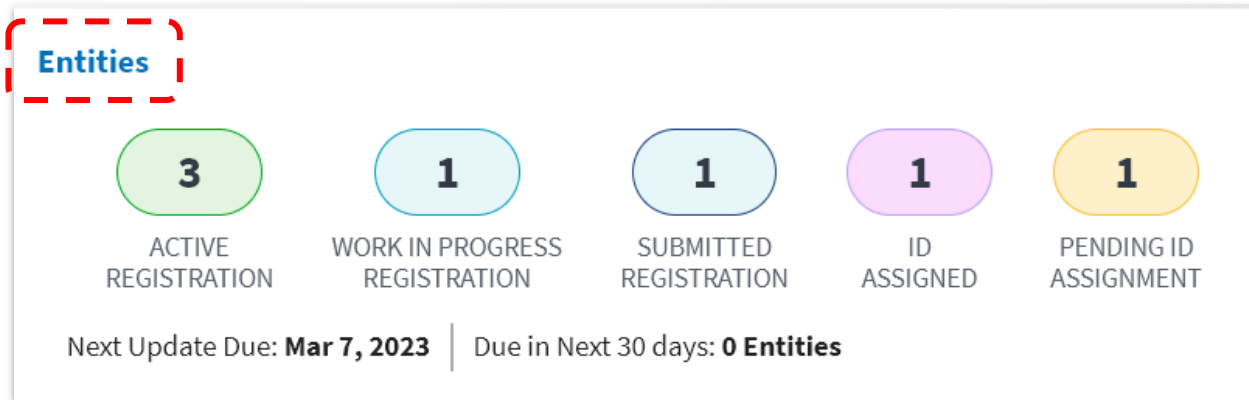 Entities
3
1
1
1
1
ACTIVE
REGISTRATION
WORK IN PROGRESS
REGISTRATION
SUBMITTED
REGISTRATION
ID
ASSIGNED
PENDING ID
ASSIGNMENT
Next Update Due: Mar 7, 2023
Due in Next 30 days: 0 Entities